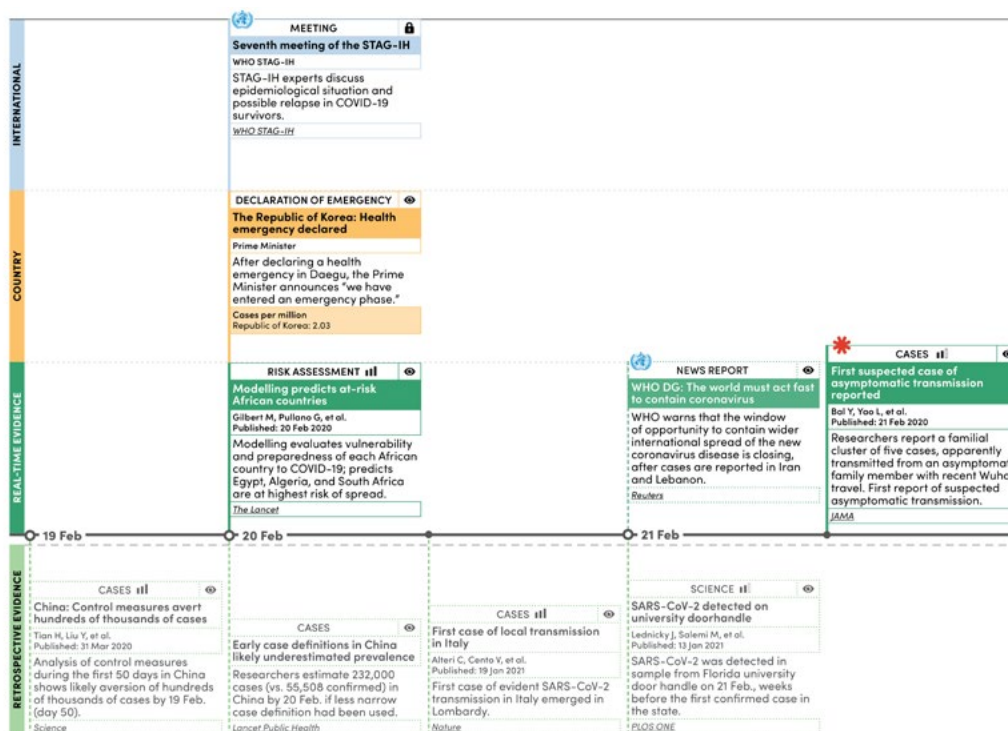 INTERNATIONAL
MEETING
Seventh meeting of the STAG-IH
WHO STAG-IH
STAG-IH experts discuss
epidemiological situation and
possible relapse in COVID-19
survivors.
WHO STAG-IH
COUNTRY
DECLARATION OF EMERGENCY
The Republic of Korea: Health
emergency declared
Prime Minister
After declaring a health
emergency in Daegu, the Prime
Minister announces “we have
entered an emergency phase.”
Cases per million
Republic of Korea: 2.03
REAL-TIME EVIDENCE
RISK ASSESSMENT
Modelling predicts at-risk
African countries
Gilbert M, Pullano G, et al.
Published: 20 Feb 2020
Modelling evaluates vulnerability
and preparedness of each African
country to COVID-19; predicts
Egypt, Algeria, and South Africa
are at highest risk of spread.
The Lancet
NEWS REPORT
WHO DG: The world must act fast
to contain coronavirus
WHO warns that the window
of opportunity to contain wider
international spread of the new
coronavirus disease is closing,
after cases are reported in Iran
and Lebanon.
Reuters
CASES
First suspected case of
asymptomatic transmission
reported
Bal Y, Yao L, et al.
Published: 21 Feb 2020
Researchers report a familial
cluster of five cases, apparently
transmitted from an asymptomat
family member with recent Wuha
travel. First report of suspected
asymptomatic transmission.
JAMA
19 Feb
20 Feb
21 Feb
RETROSPECTIVE EVIDENCE
CASES
China: Control measures avert
hundreds of thousands of cases
Tian H, Liu Y, et al.
Published: 31 Mar 2020
Analysis of control measures
during the first 50 days in China
shows likely aversion of hundreds
of thousands of cases by 19 Feb.
(day 50).
Science
CASES
Early case definitions in China
likely underestimated prevalence
Researchers estimate 232,000
cases (vs. 55,508 confirmed) in
China by 20 Feb. if less narrow
case definition had been used.
Lancet Public Health
CASES
First case of local transmission
in Italy
Alteri C, Cento V, et al.
Published: 19 Jan 2021
First case of evident SARS-CoV-2
transmission in Italy emerged in
Lombardy.
Nature
SCIENCE
SARS-CoV-2 detected on
university doorhandle
Lednicky J, Salemi M, et al.
Published: 13 Jan 2021
SARS-CoV-2 was detected in
sample from Florida university
door handle on 21 Feb., weeks
before the first confirmed case in
the state.
PLOS ONE